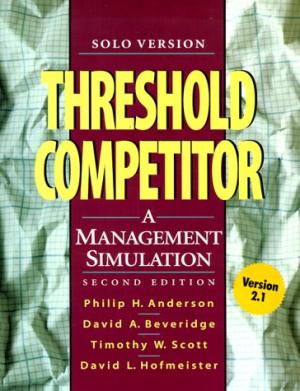 SOLO VERSION
THRESHOLD
COMPETITOR
A
MANAGEMENT
SIMULATION
SECOND EDITION
Philip H. Anderson
David A. Beveridge
Timothy W. Scott
David L. Hofmeister
Version
2.1